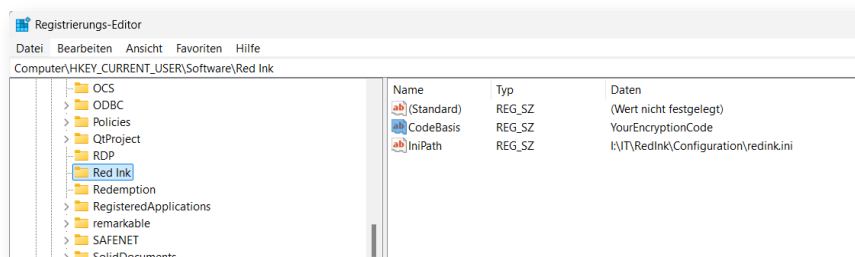 Registrierungs-Editor
Datei Bearbeiten Ansicht Favoriten Hilfe
Computer\HKEY_CURRENT_USER\Software\Red Ink
OCS
ODBC
Policies
QtProject
RDP
Red Ink
Redemption
RegisteredApplications
remarkable
SAFENET
SolidDocuments
Name Typ Daten
(Standard) REG_SZ (Wert nicht festgelegt)
CodeBasis REG_SZ YourEncryptionCode
IniPath REG_SZ I:\IT\RedInk\Configuration\redink.ini